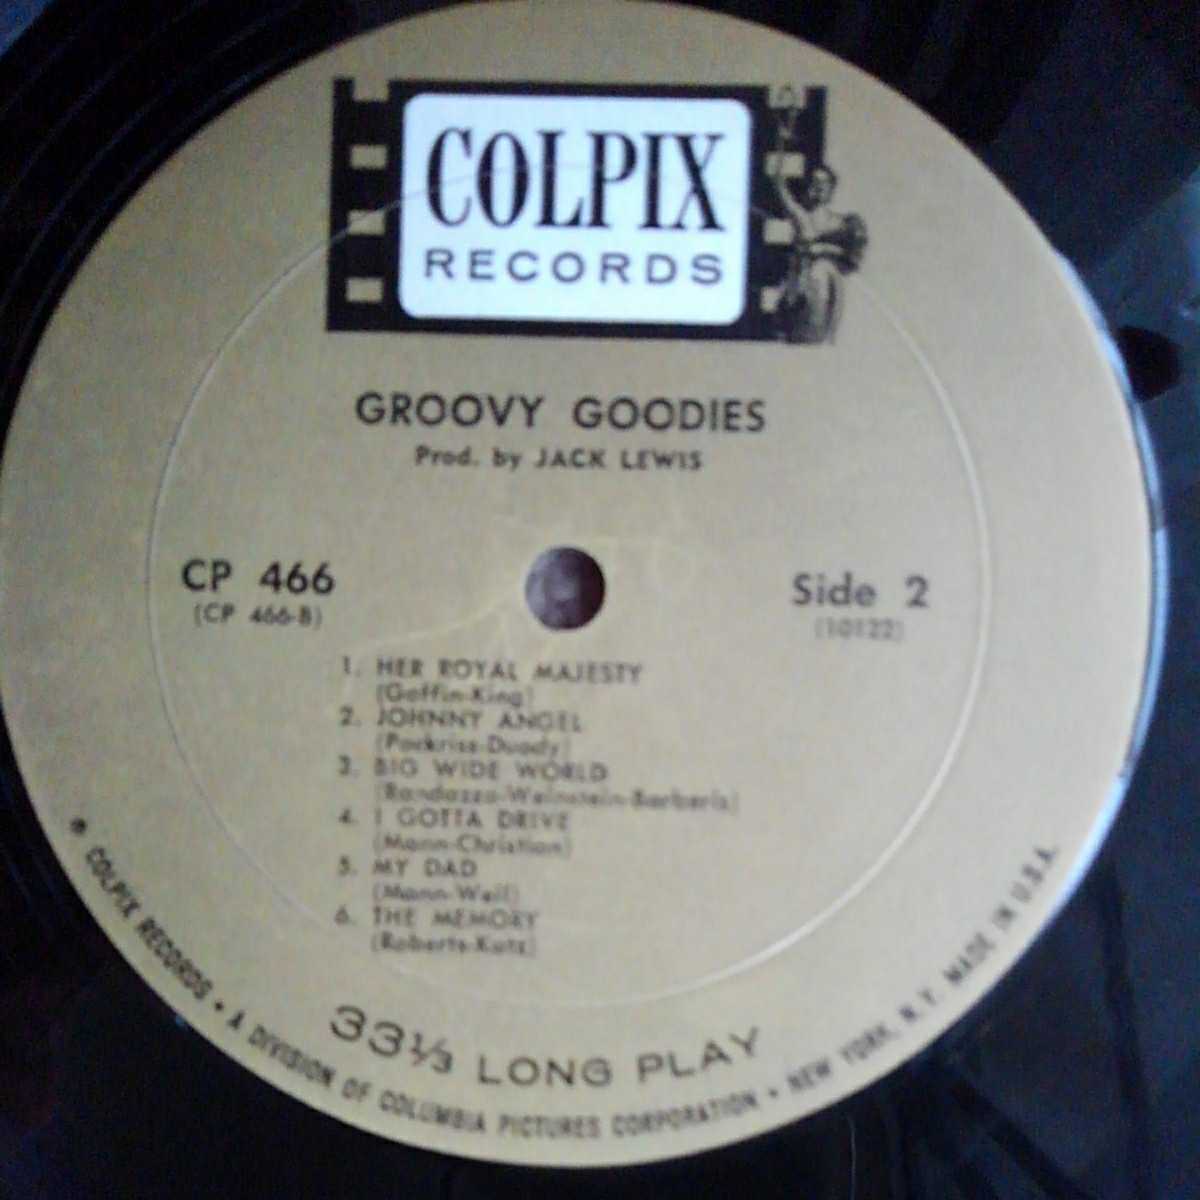 COLPIX
RECORDS
GROOVY GOODIES
Prod. by JACK LEWIS
CP 466
(CP 466-B)
Side 2
(10122)
1. HER ROYAL MAJESTY
(Goffin-King)
2. JOHNNY ANGEL
(Pockriss-Duddy)
3. BIG WIDE WORLD
(Randazzo-Weinstein-Barberis)
4. I GOTTA DRIVE
(Mann-Christian)
5. MY DAD
(Mann-Weil)
6. THE MEMORY
(Roberts-Katz)
33⅓ LONG PLAY
COLPIX RECORDS • A DIVISION OF COLUMBIA PICTURES CORPORATION • NEW YORK, N.Y. MADE IN U.S.A.